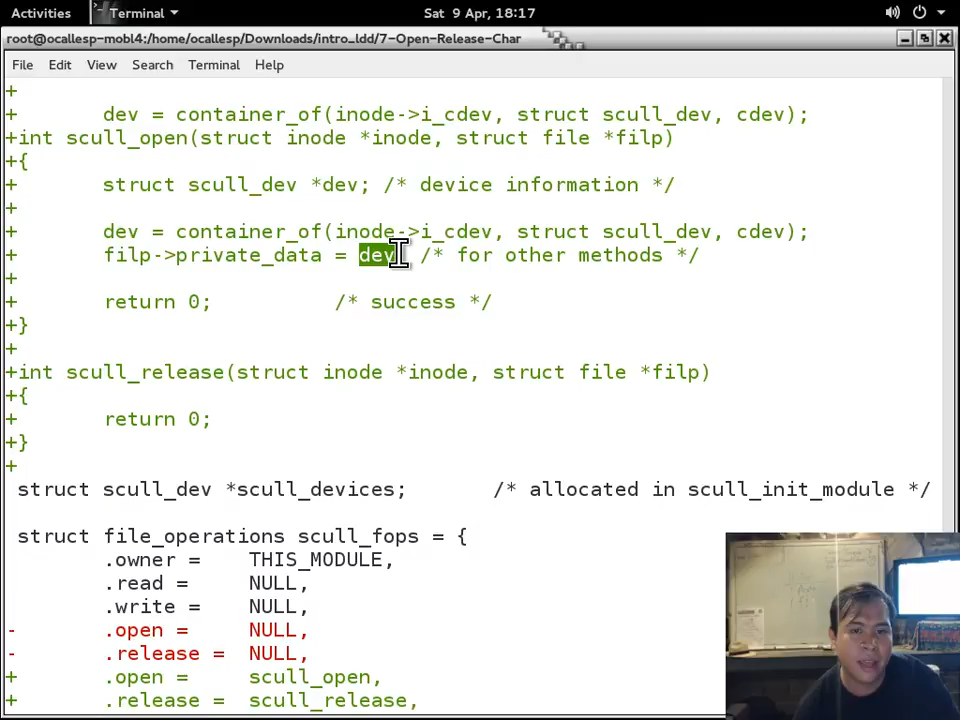 Activities Terminal Sat 9 Apr, 18:17
root@ocallesp-mobl4:/home/ocallesp/Downloads/intro_ldd/7-Open-Release-Char
File Edit View Search Terminal Help
+
+ dev = container_of(inode->i_cdev, struct scull_dev, cdev);
+int scull_open(struct inode *inode, struct file *filp)
+{
+ struct scull_dev *dev; /* device information */
+
+ dev = container_of(inode->i_cdev, struct scull_dev, cdev);
+ filp->private_data = dev /* for other methods */
+
+ return 0; /* success */
+}
+
+int scull_release(struct inode *inode, struct file *filp)
+{
+ return 0;
+}
+
struct scull_dev *scull_devices; /* allocated in scull_init_module */
struct file_operations scull_fops = {
.owner = THIS_MODULE,
.read = NULL,
.write = NULL,
- .open = NULL,
- .release = NULL,
+ .open = scull_open,
+ .release = scull_release,